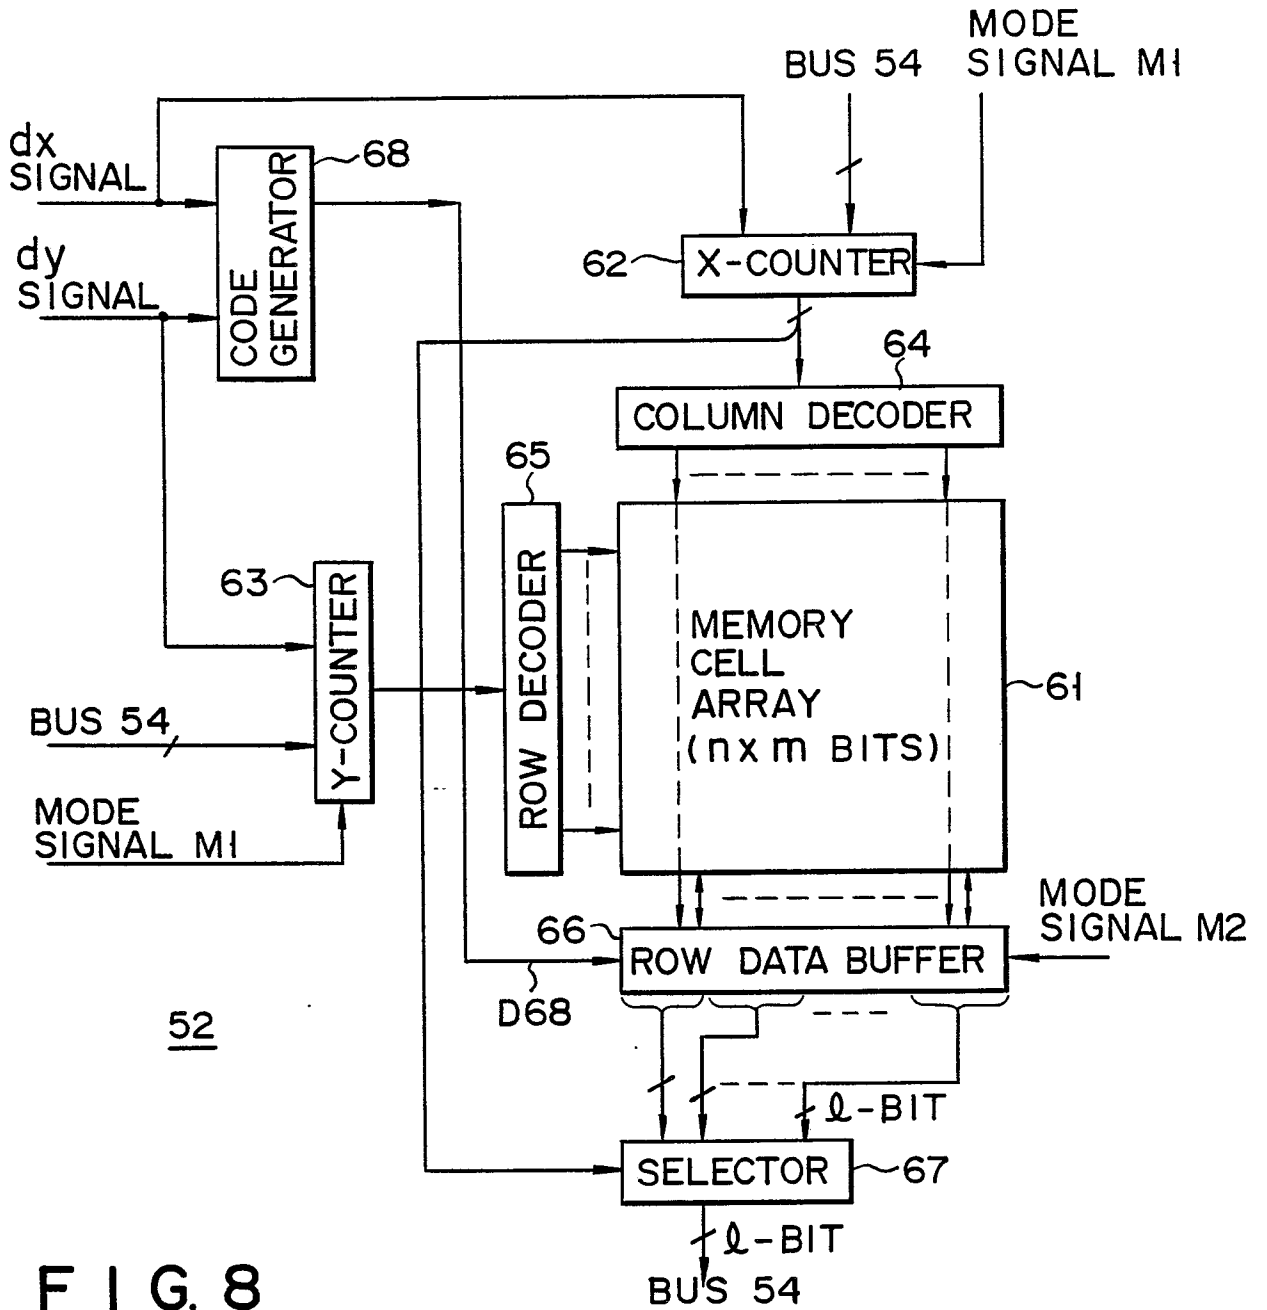 MODE
SIGNAL M1
BUS 54
dx
SIGNAL
68
CODE
GENERATOR
dy
SIGNAL
62
X-COUNTER
64
COLUMN DECODER
65
ROW DECODER
63
Y-COUNTER
MEMORY
CELL
ARRAY
(n x m BITS)
61
BUS 54
MODE
SIGNAL M1
MODE
SIGNAL M2
66
ROW DATA BUFFER
D68
52
ℓ-BIT
SELECTOR
67
ℓ-BIT
BUS 54
FIG. 8